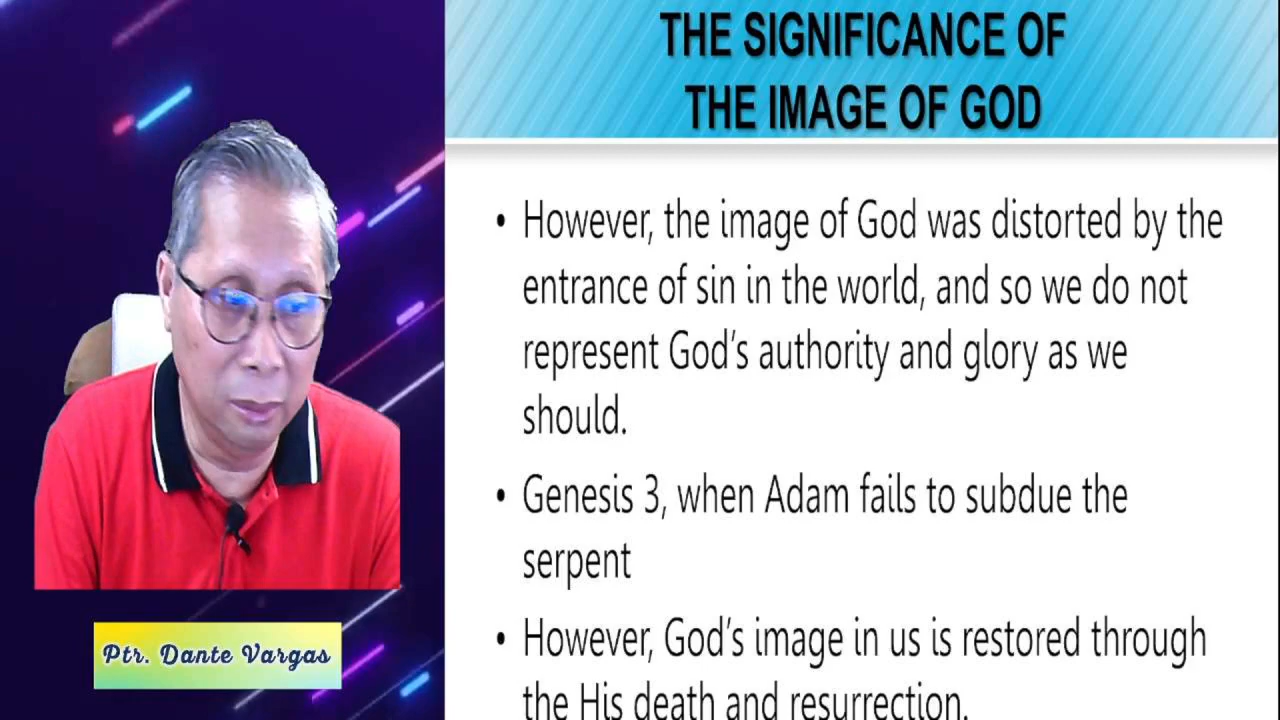 THE SIGNIFICANCE OF
THE IMAGE OF GOD
• However, the image of God was distorted by the
entrance of sin in the world, and so we do not
represent God's authority and glory as we
should.
• Genesis 3, when Adam fails to subdue the
serpent
• However, God's image in us is restored through
the His death and resurrection.
Ptr. Dante Vargas